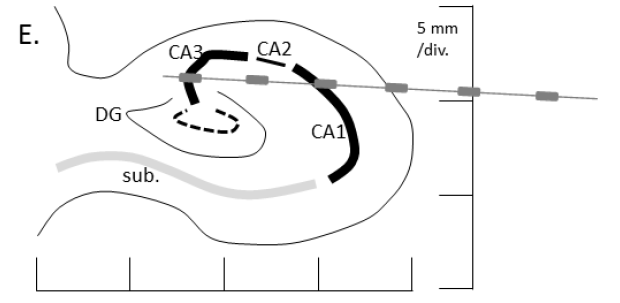 E.
5 mm
/div.
CA3
CA2
DG
CA1
sub.